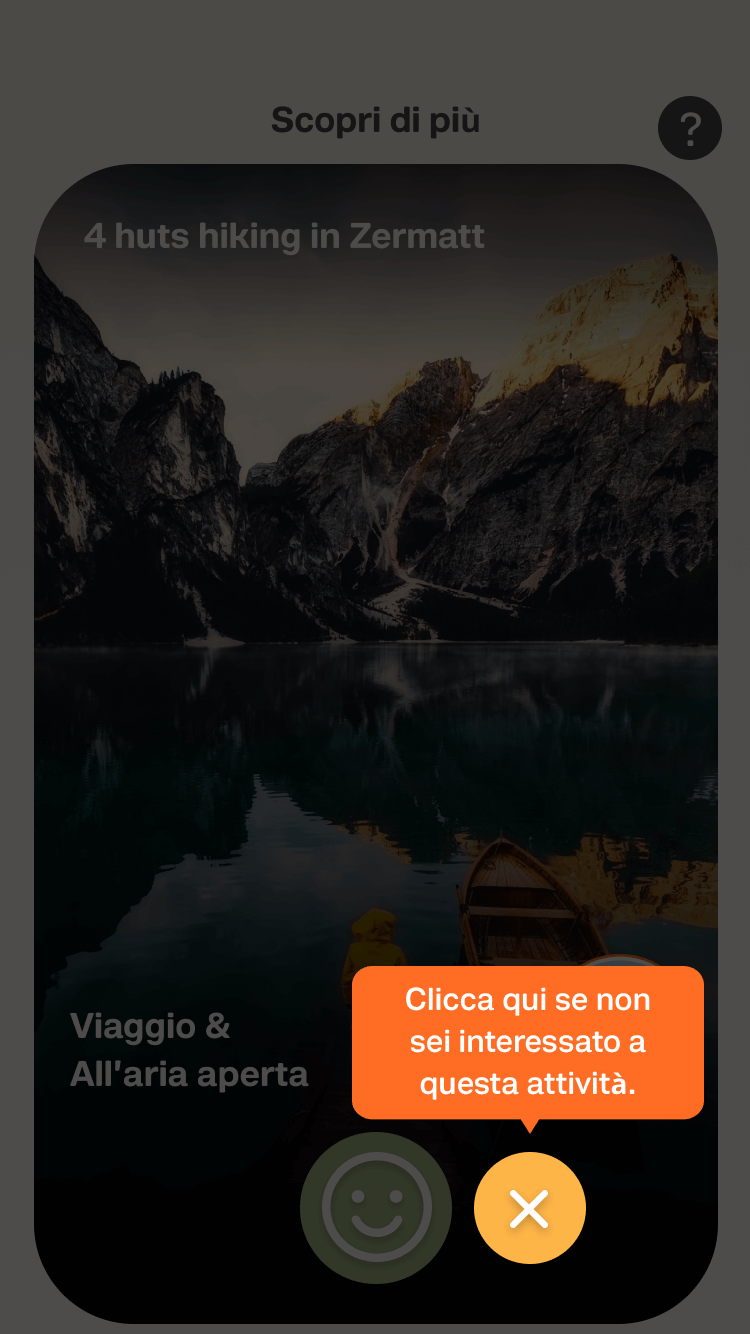 Scopri di più
?
4 huts hiking in Zermatt
Clicca qui se non
sei interessato a
questa attività.
Viaggio &
All'aria aperta